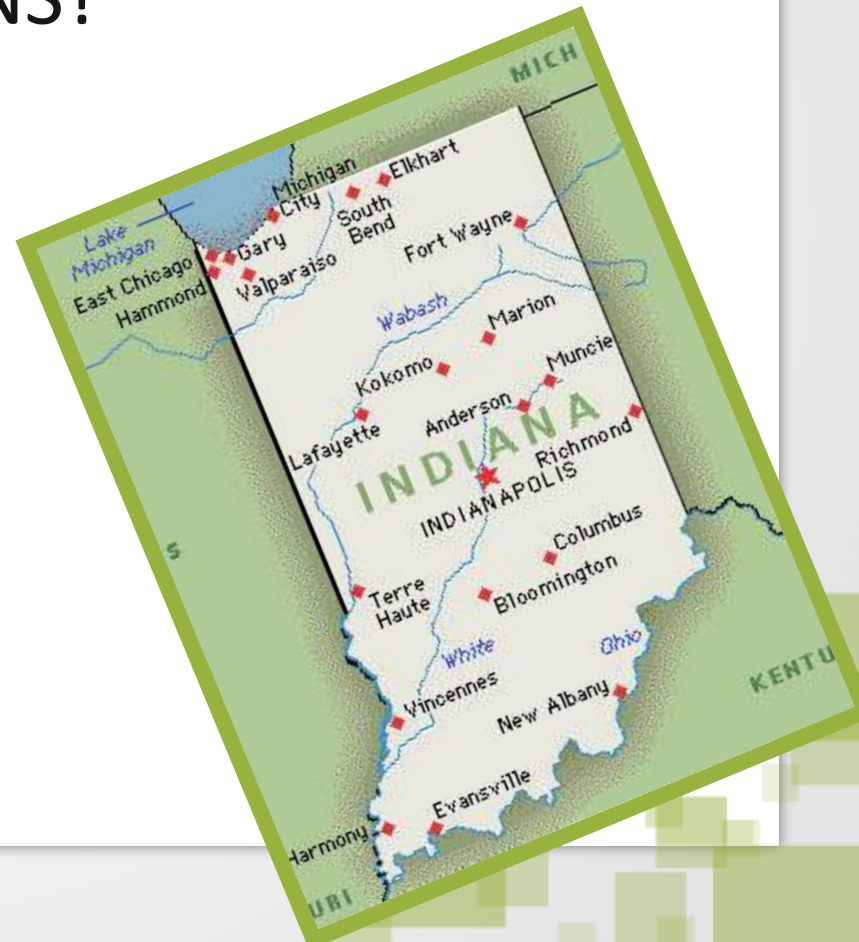 NS?
MICH
Lake
Michigan
Michigan
City
Elkhart
South
Bend
Gary
East Chicago
Hammond
Valparaiso
Fort Wayne
Wabash
Marion
Kokomo
Muncie
Lafayette
Anderson
INDIANA
Richmond
INDIANAPOLIS
S
Columbus
Bloomington
Terre
Haute
White
Ohio
Vincennes
New Albany
KENTU
Evansville
Harmony
URI